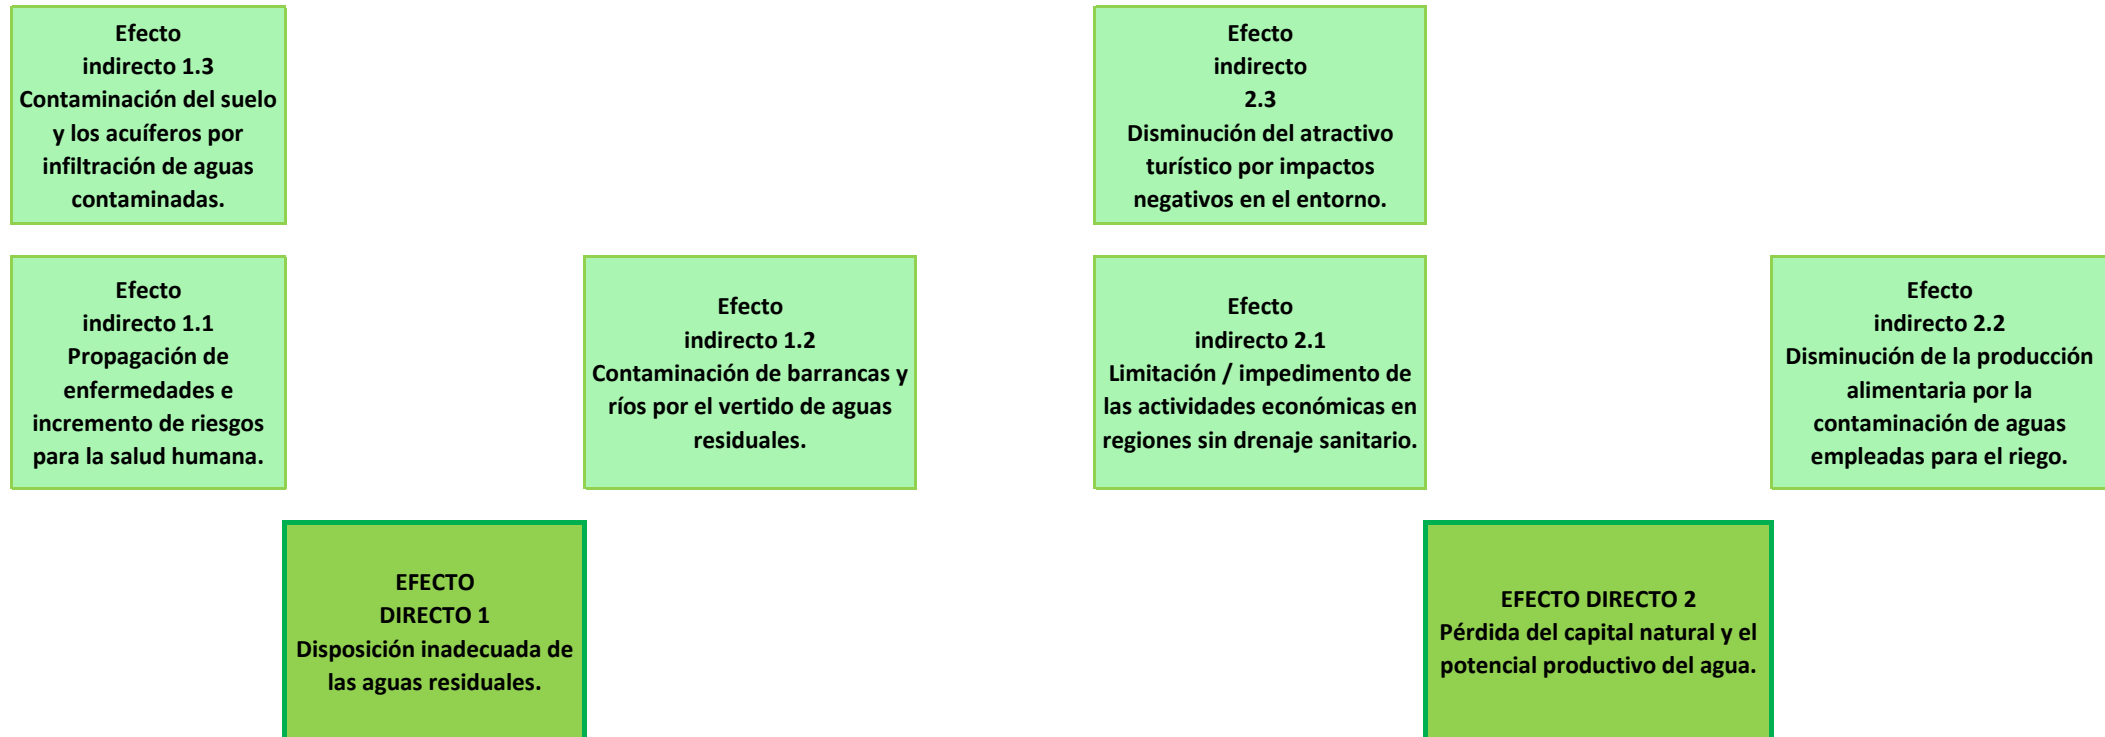 Efecto
indirecto 1.3
Contaminación del suelo
y los acuíferos por
infiltración de aguas
contaminadas.
Efecto
indirecto
2.3
Disminución del atractivo
turístico por impactos
negativos en el entorno.
Efecto
indirecto 1.1
Propagación de
enfermedades e
incremento de riesgos
para la salud humana.
Efecto
indirecto 1.2
Contaminación de barrancas y
ríos por el vertido de aguas
residuales.
Efecto
indirecto 2.1
Limitación / impedimento de
las actividades económicas en
regiones sin drenaje sanitario.
Efecto
indirecto 2.2
Disminución de la producción
alimentaria por la
contaminación de aguas
empleadas para el riego.
EFECTO
DIRECTO 1
Disposición inadecuada de
las aguas residuales.
EFECTO DIRECTO 2
Pérdida del capital natural y el
potencial productivo del agua.